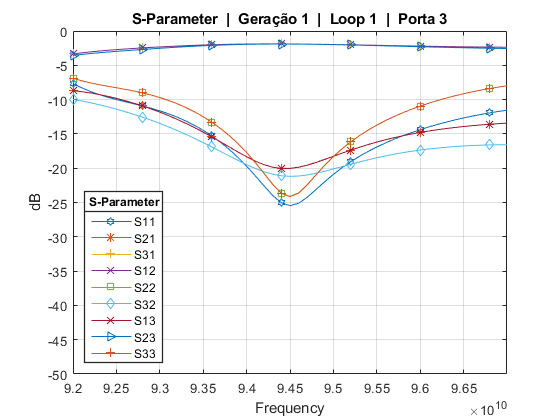 S-Parameter | Geração 1 | Loop 1 | Porta 3
0
-5
-10
-15
-20
-25
-30
-35
-40
-45
-50
dB
S-Parameter
S11
S21
S31
S12
S22
S32
S13
S23
S33
9.2 9.25 9.3 9.35 9.4 9.45 9.5 9.55 9.6 9.65
Frequency
×10^10